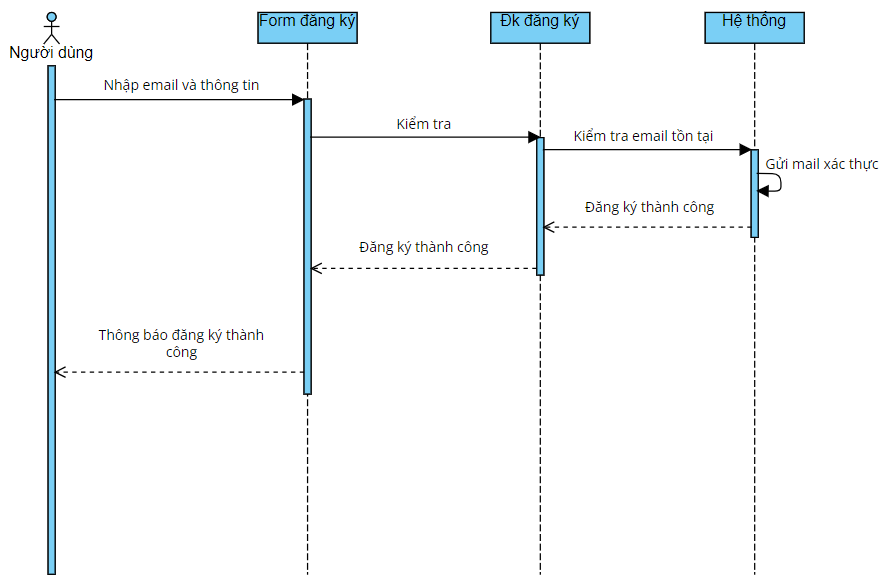 Form đăng ký
Đk đăng ký
Hệ thống
Người dùng
Nhập email và thông tin
Kiểm tra
Kiểm tra email tồn tại
Gửi mail xác thực
Đăng ký thành công
Đăng ký thành công
Thông báo đăng ký thành
công